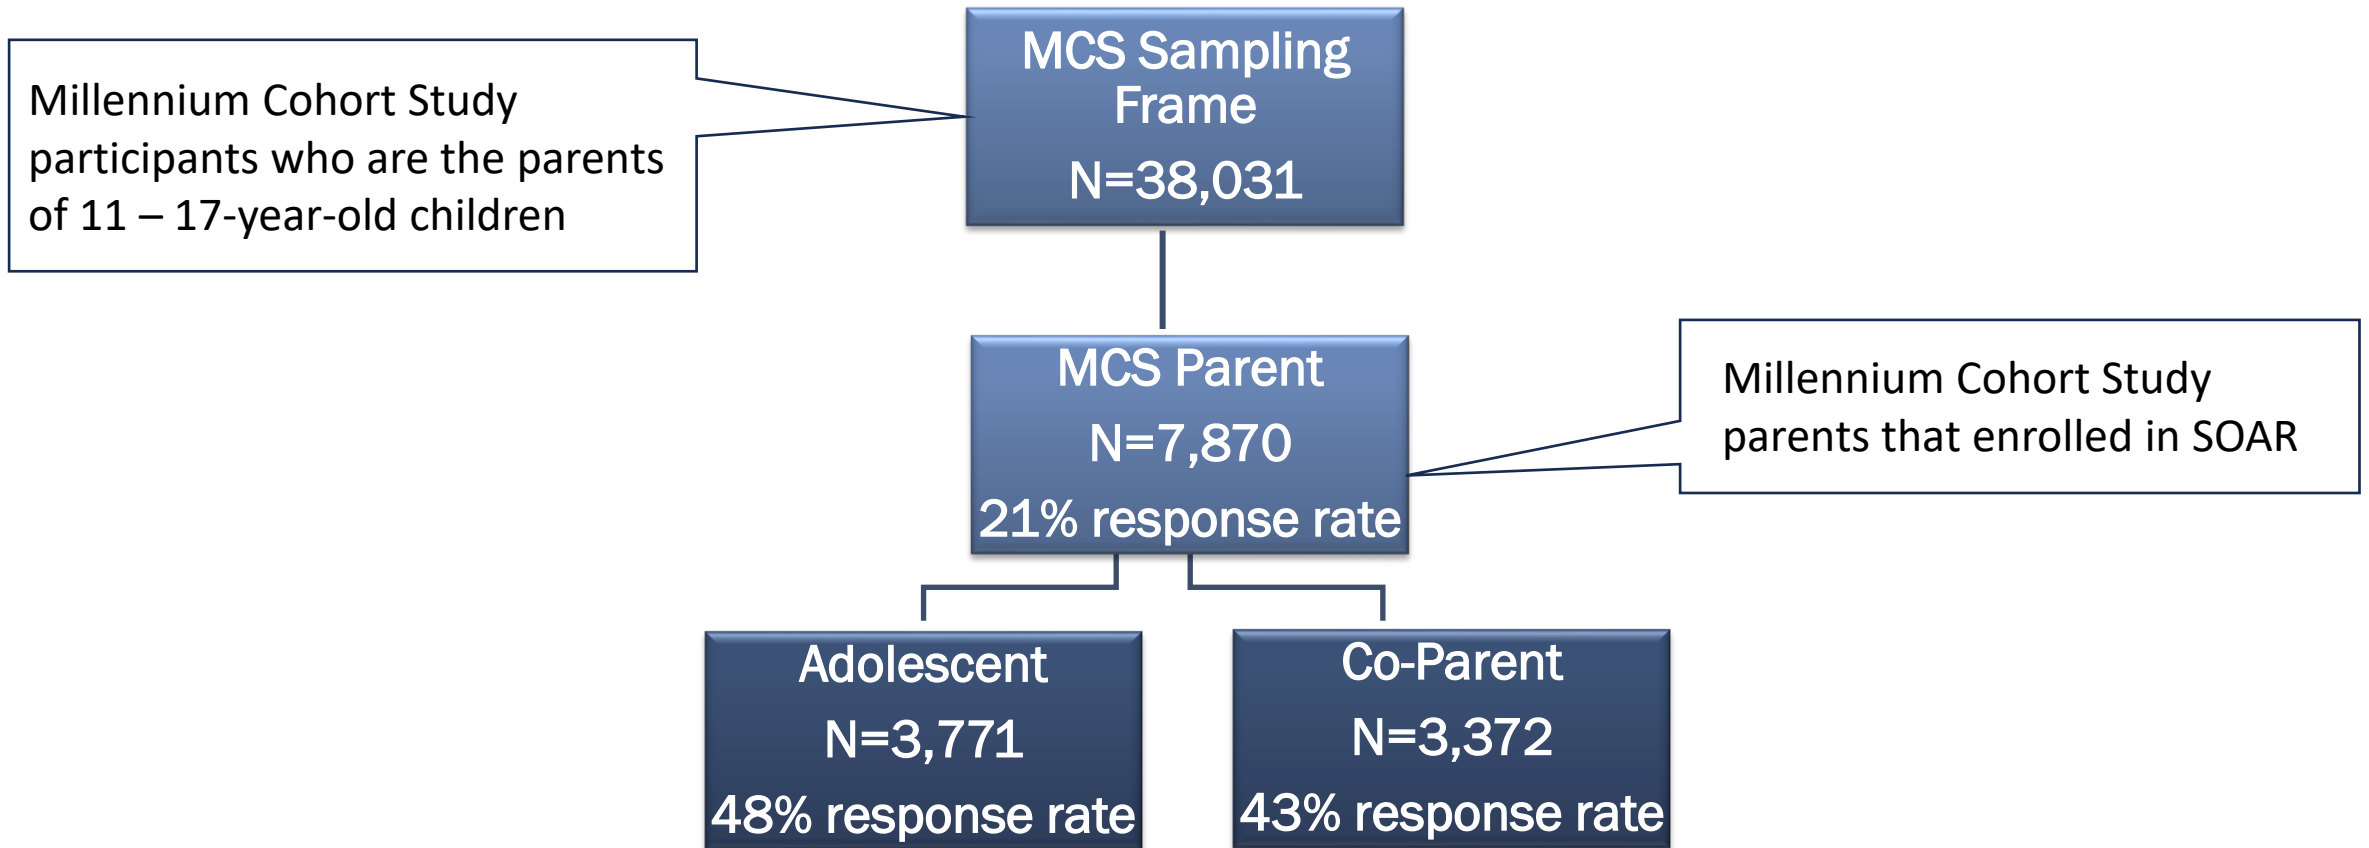 MCS Sampling
Frame
N=38,031
Millennium Cohort Study
participants who are the parents
of 11 – 17-year-old children
MCS Parent
N=7,870
21% response rate
Millennium Cohort Study
parents that enrolled in SOAR
Adolescent
N=3,771
48% response rate
Co-Parent
N=3,372
43% response rate